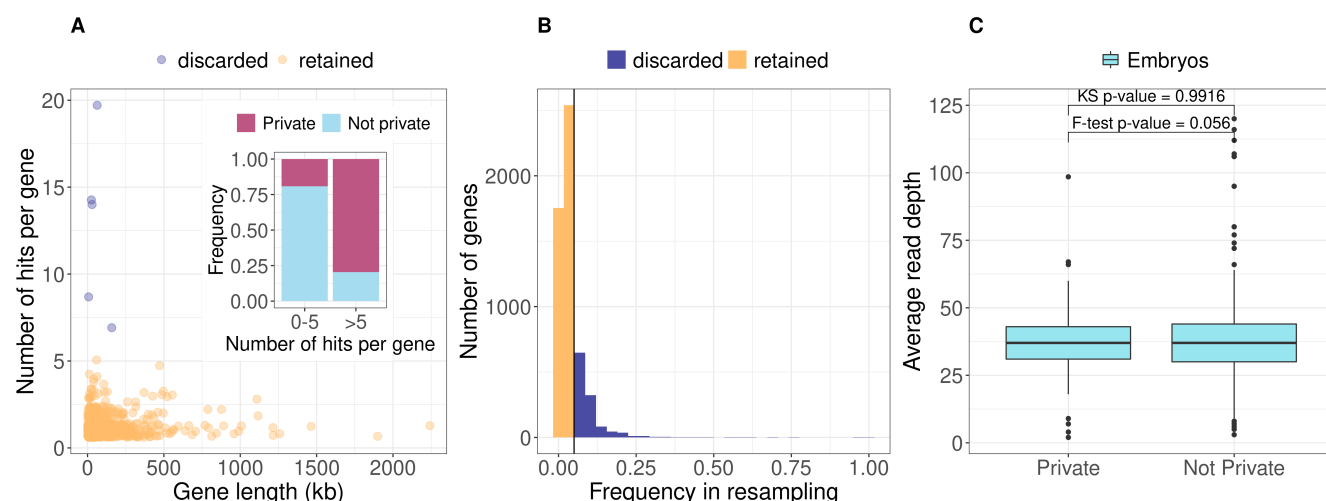 A
discarded retained
Number of hits per gene
20
15
10
5
0
0 500 1000 1500 2000
Gene length (kb)
Private Not private
Frequency
1.00
0.75
0.50
0.25
0.00
0-5 >5
Number of hits per gene
B
discarded retained
Number of genes
2000
1000
0
0.00 0.25 0.50 0.75 1.00
Frequency in resampling
C
Embryos
Average read depth
125
100
75
50
25
0
KS p-value = 0.9916
F-test p-value = 0.056
Private Not Private